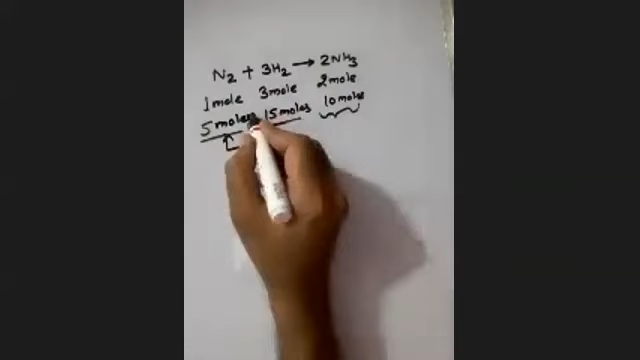 N₂ + 3H₂ → 2NH₃
1mole 3mole 2mole
5moles 15moles 10moles